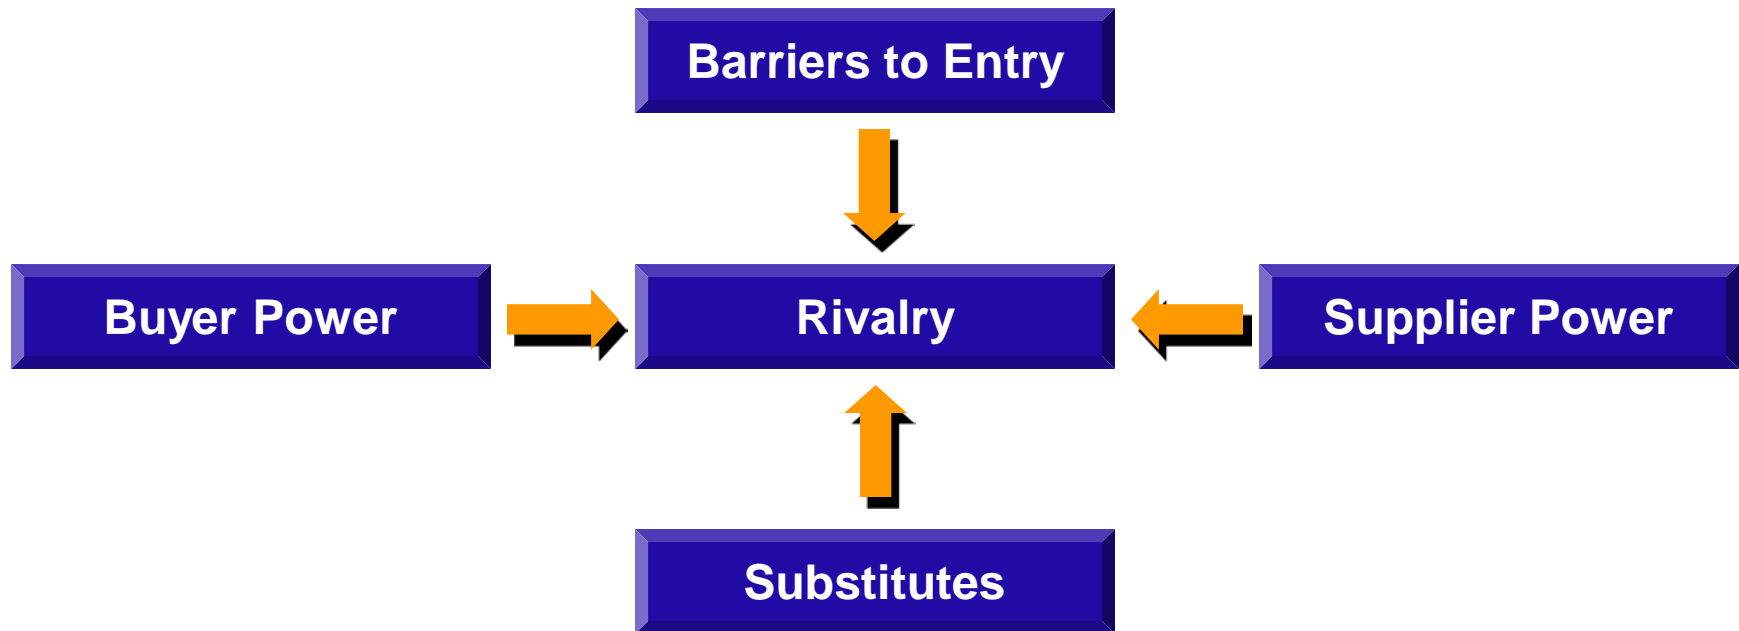 Barriers to Entry
Buyer Power
Rivalry
Supplier Power
Substitutes